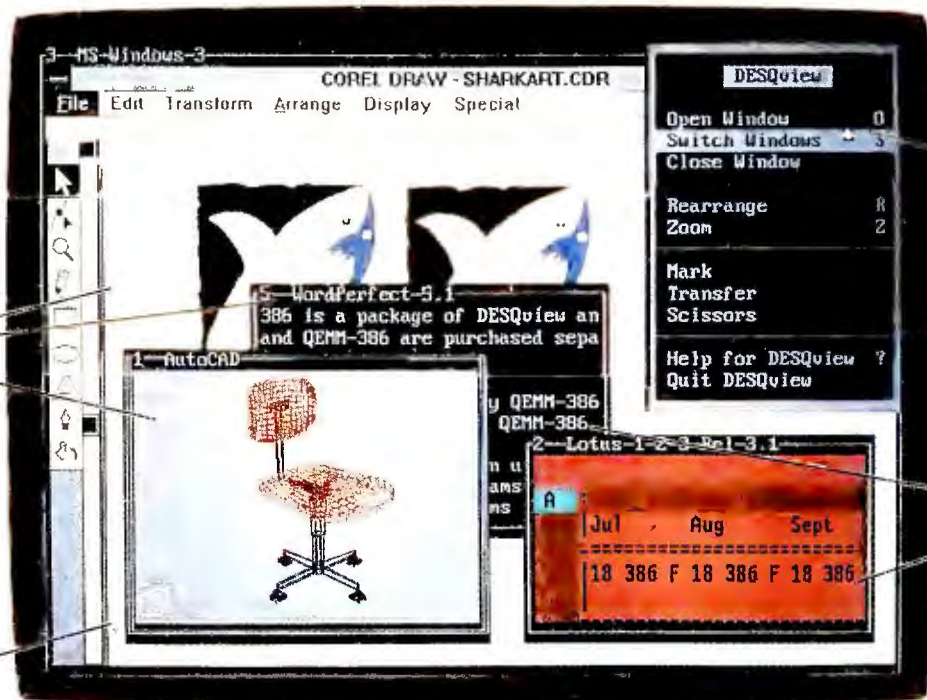 3-MS-Windows-3
COREL DRAW - SHARKART.CDR
File Edit Transform Arrange Display Special
DESQview
Open Window O
Switch Windows S
Close Window
Rearrange R
Zoom Z
Mark
Transfer
Scissors
Help for DESQview ?
Quit DESQview
5-WordPerfect-5.1
386 is a package of DESQview an
and QEMM-386 are purchased sepa
y QEMM-386
QEMM-386.
n u
ams
ms
1-AutoCAD
2-Lotus-1-2-3-Rel-3.1
A
Jul Aug Sept
18 386 F 18 386 F 18 386